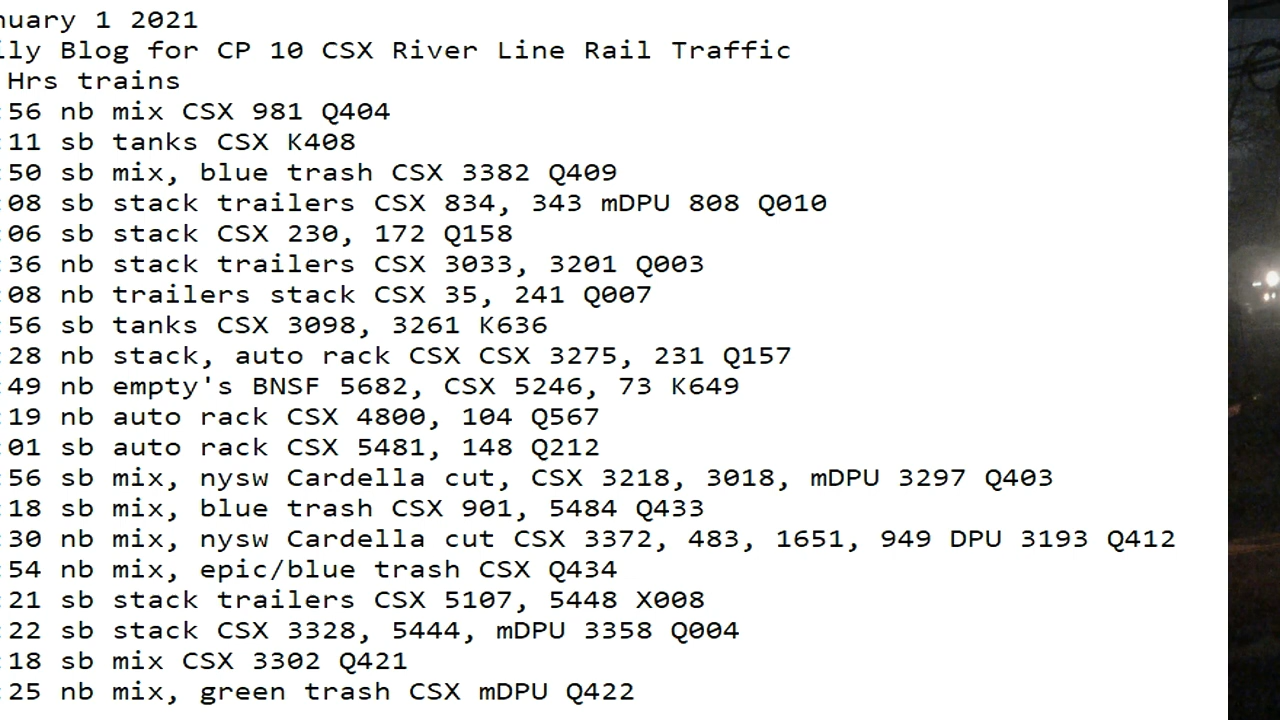 nuary 1 2021
ily Blog for CP 10 CSX River Line Rail Traffic
Hrs trains
:56 nb mix CSX 981 Q404
:11 sb tanks CSX K408
:50 sb mix, blue trash CSX 3382 Q409
:08 sb stack trailers CSX 834, 343 mDPU 808 Q010
:06 sb stack CSX 230, 172 Q158
:36 nb stack trailers CSX 3033, 3201 Q003
:08 nb trailers stack CSX 35, 241 Q007
:56 sb tanks CSX 3098, 3261 K636
:28 nb stack, auto rack CSX CSX 3275, 231 Q157
:49 nb empty's BNSF 5682, CSX 5246, 73 K649
:19 nb auto rack CSX 4800, 104 Q567
:01 sb auto rack CSX 5481, 148 Q212
:56 sb mix, nysw Cardella cut, CSX 3218, 3018, mDPU 3297 Q403
:18 sb mix, blue trash CSX 901, 5484 Q433
:30 nb mix, nysw Cardella cut CSX 3372, 483, 1651, 949 DPU 3193 Q412
:54 nb mix, epic/blue trash CSX Q434
:21 sb stack trailers CSX 5107, 5448 X008
:22 sb stack CSX 3328, 5444, mDPU 3358 Q004
:18 sb mix CSX 3302 Q421
:25 nb mix, green trash CSX mDPU Q422